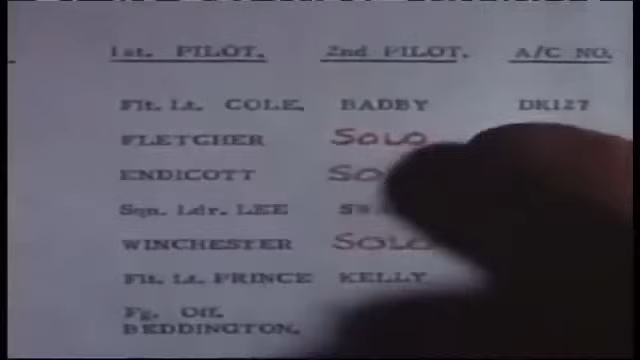 1st. PILOT. 2nd PILOT. A/C NO.
Flt. Lt. COLE. BADBY DK127
FLETCHER SOLO
ENDICOTT
Sqn. Ldr. LEE
WINCHESTER SOLO
Flt. Lt. PRINCE KELLY
Fg. Off.
BEDDINGTON.